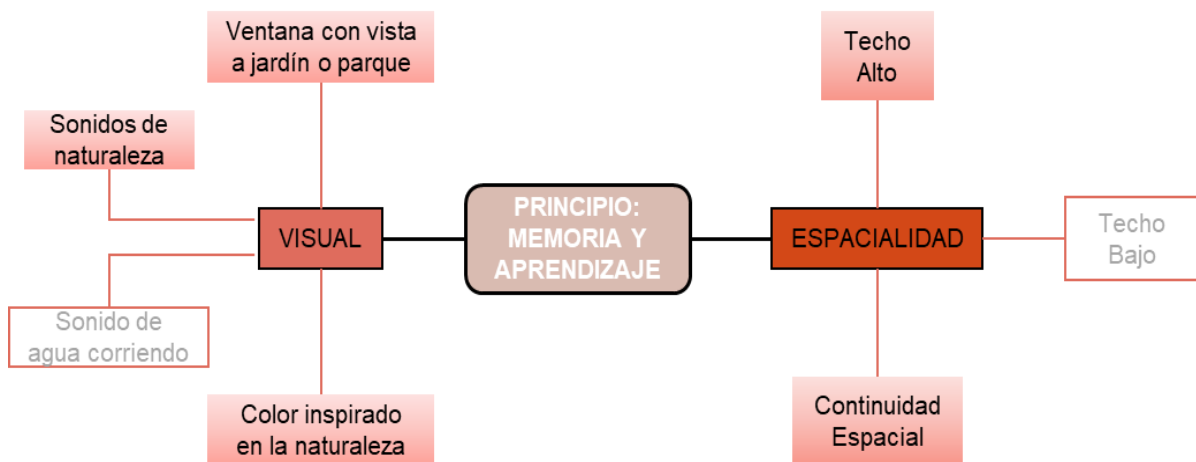 Ventana con vista
a jardín o parque
Techo
Alto
Sonidos de
naturaleza
PRINCIPIO:
MEMORIA Y
APRENDIZAJE
VISUAL
ESPACIALIDAD
Techo
Bajo
Sonido de
agua corriendo
Color inspirado
en la naturaleza
Continuidad
Espacial